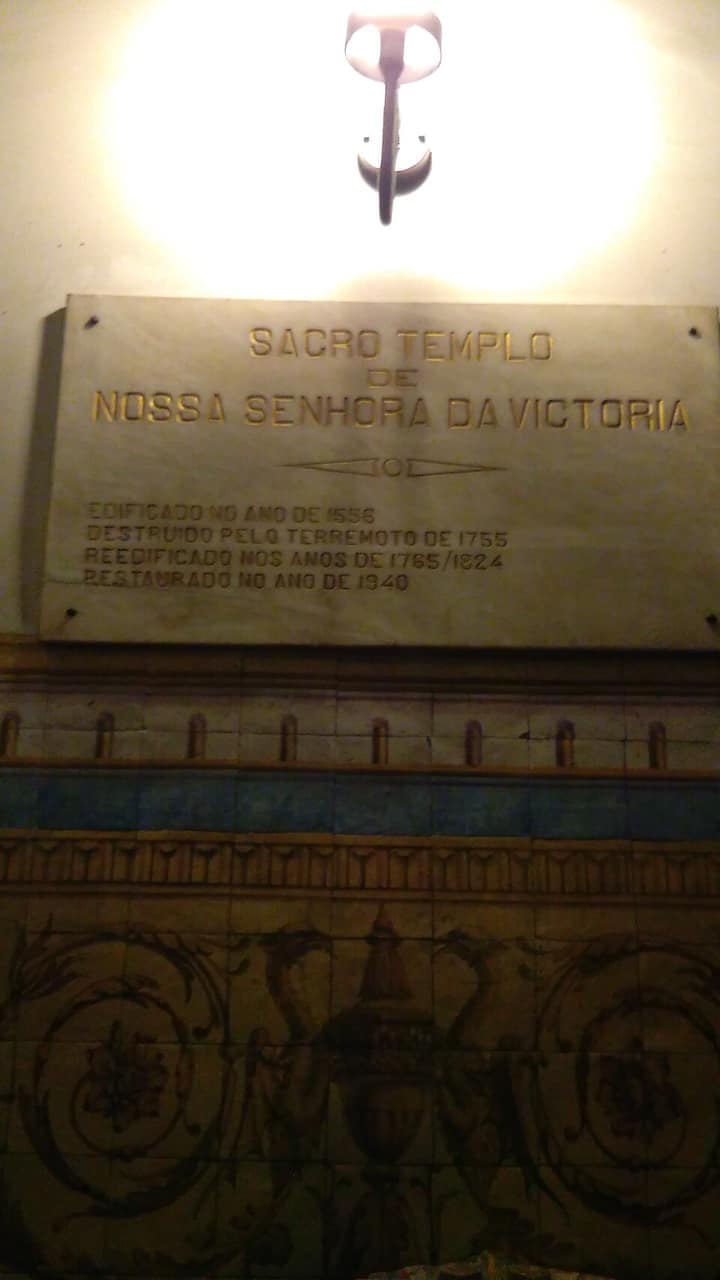 SACRO TEMPLO
DE
NOSSA SENHORA DA VICTORIA
EDIFICADO NO ANO DE 1556
DESTRUIDO PELO TERREMOTO DE 1755
REEDIFICADO NOS ANOS DE 1765/1824
RESTAURADO NO ANO DE 1940